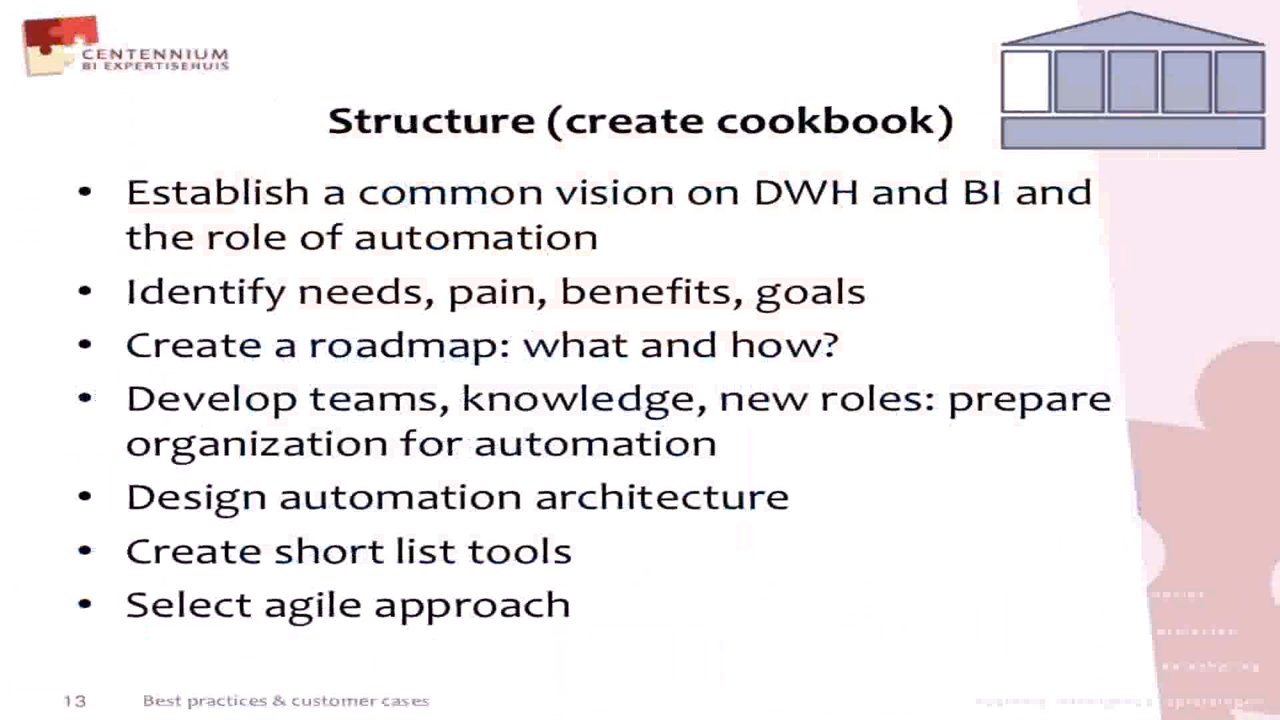 CENTENNIUM
BI EXPERTISEHUIS
Structure (create cookbook)
• Establish a common vision on DWH and BI and
the role of automation
• Identify needs, pain, benefits, goals
• Create a roadmap: what and how?
• Develop teams, knowledge, new roles: prepare
organization for automation
• Design automation architecture
• Create short list tools
• Select agile approach
13 Best practices & customer cases